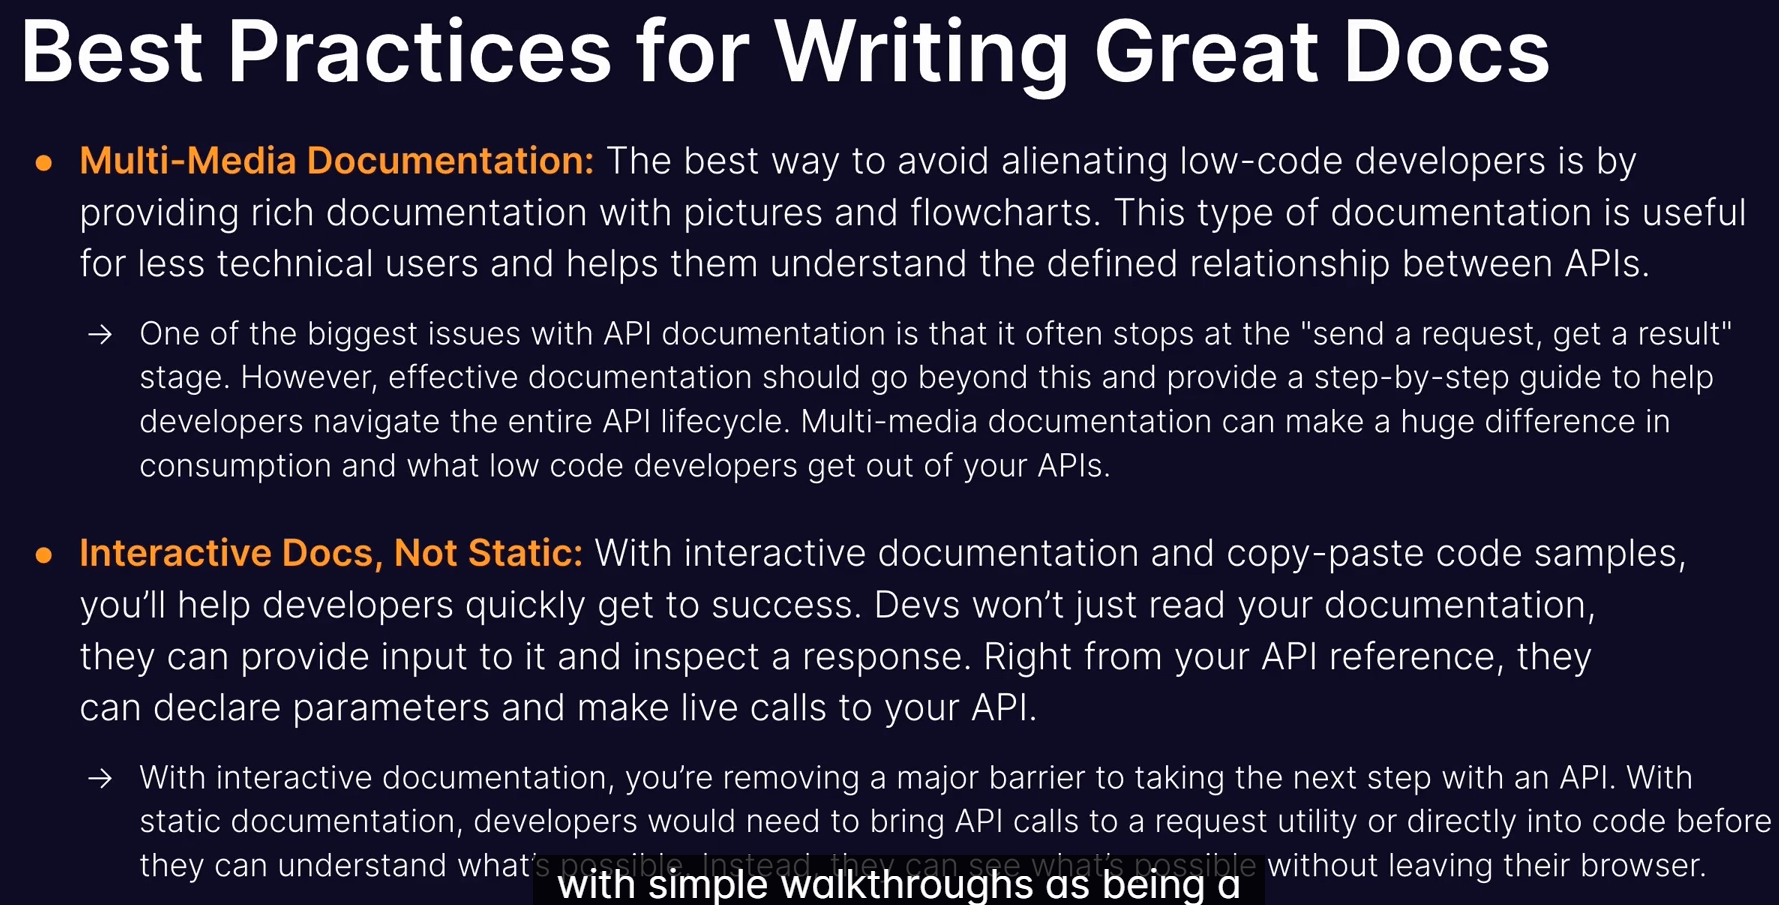 Best Practices for Writing Great Docs
● Multi-Media Documentation: The best way to avoid alienating low-code developers is by
providing rich documentation with pictures and flowcharts. This type of documentation is useful
for less technical users and helps them understand the defined relationship between APIs.
→ One of the biggest issues with API documentation is that it often stops at the "send a request, get a result"
stage. However, effective documentation should go beyond this and provide a step-by-step guide to help
developers navigate the entire API lifecycle. Multi-media documentation can make a huge difference in
consumption and what low code developers get out of your APIs.
● Interactive Docs, Not Static: With interactive documentation and copy-paste code samples,
you’ll help developers quickly get to success. Devs won’t just read your documentation,
they can provide input to it and inspect a response. Right from your API reference, they
can declare parameters and make live calls to your API.
→ With interactive documentation, you’re removing a major barrier to taking the next step with an API. With
static documentation, developers would need to bring API calls to a request utility or directly into code before
they can understand what’s possible. Instead, they can see what’s possible without leaving their browser.
with simple walkthroughs as being a